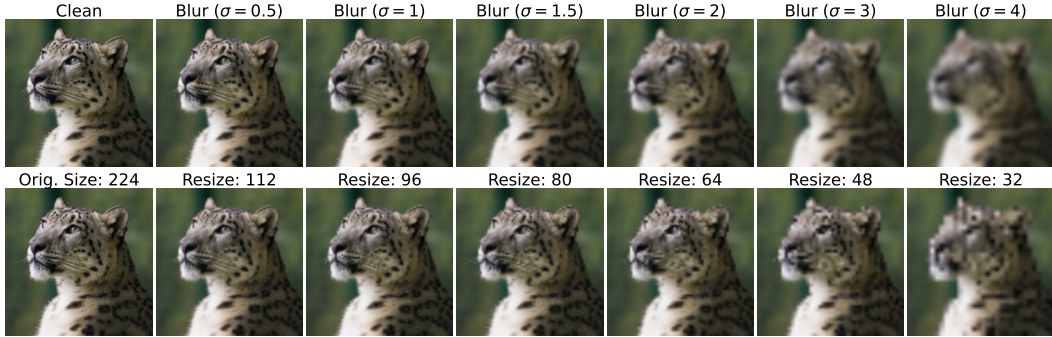 Clean Blur (σ = 0.5) Blur (σ = 1) Blur (σ = 1.5) Blur (σ = 2) Blur (σ = 3) Blur (σ = 4)
Orig. Size: 224 Resize: 112 Resize: 96 Resize: 80 Resize: 64 Resize: 48 Resize: 32